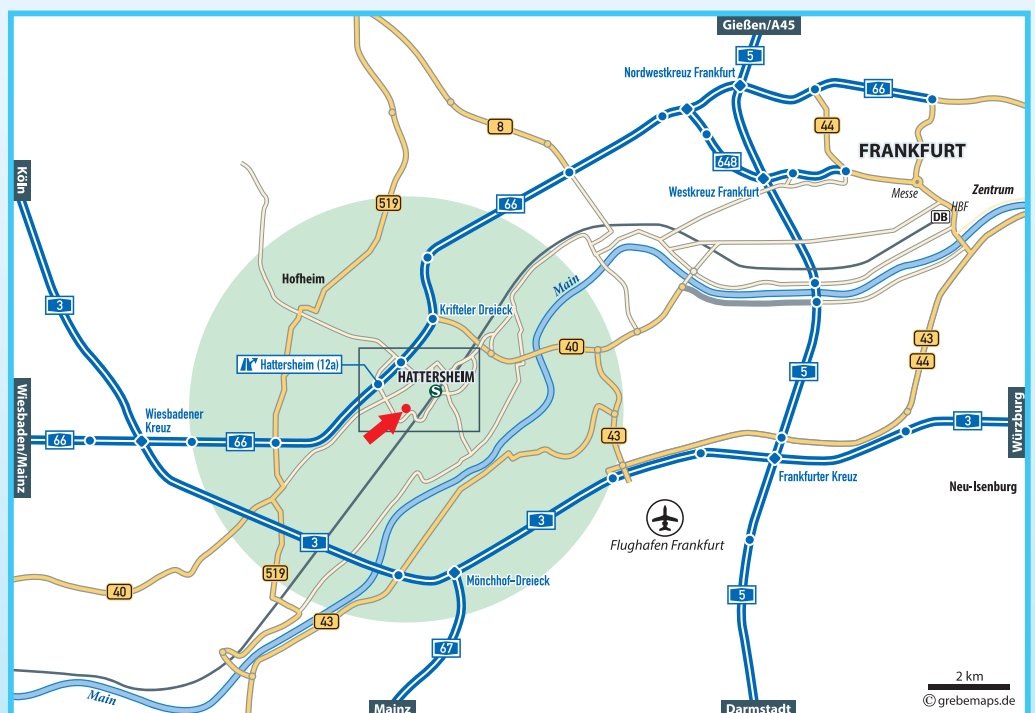 Gießen/A45
5
Nordwestkreuz Frankfurt
66
44
8
FRANKFURT
648
Westkreuz Frankfurt
Messe
Zentrum
HBF
DB
Köln
519
66
Hofheim
Main
3
Krifteler Dreieck
40
43
44
Hattersheim (12a)
HATTERSHEIM
S
5
Wiesbaden/Mainz
66
Wiesbadener
Kreuz
66
43
3
Würzburg
Frankfurter Kreuz
Neu-Isenburg
3
3
Flughafen Frankfurt
519
40
Mönchhof-Dreieck
5
43
67
2 km
Main
Mainz
Darmstadt
© grebemaps.de